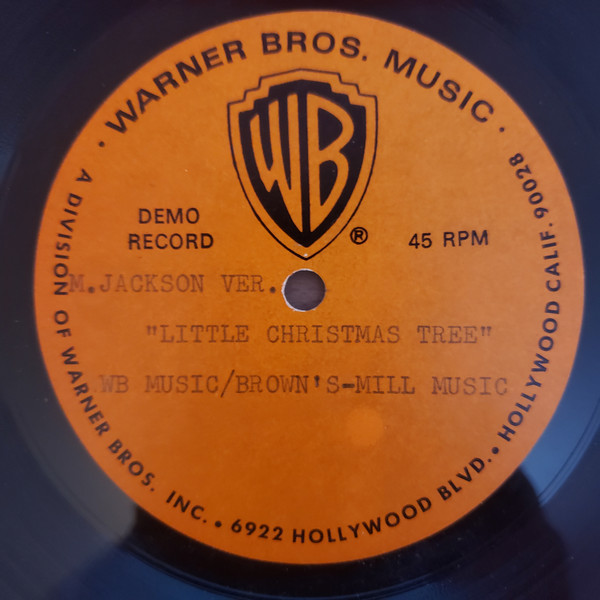 · WARNER BROS. MUSIC ·
WB
®
DEMO
RECORD
45 RPM
M.JACKSON VER.
"LITTLE CHRISTMAS TREE"
WB MUSIC/BROWN'S-MILL MUSIC
A DIVISION OF WARNER BROS. INC. • 6922 HOLLYWOOD BLVD. • HOLLYWOOD CALIF. 90028